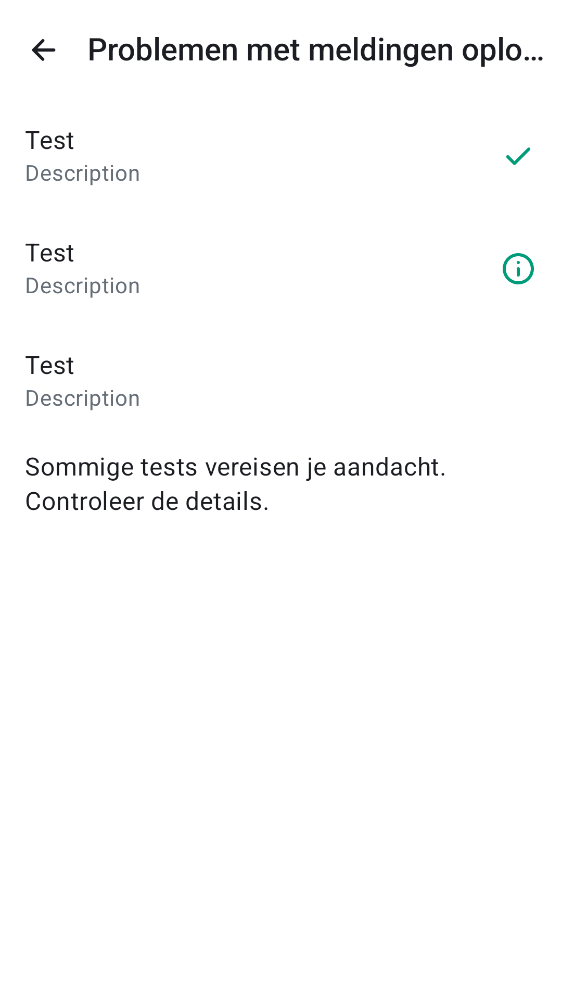 Problemen met meldingen oplo...
Test
Description
Test
Description
Test
Description
Sommige tests vereisen je aandacht.
Controleer de details.